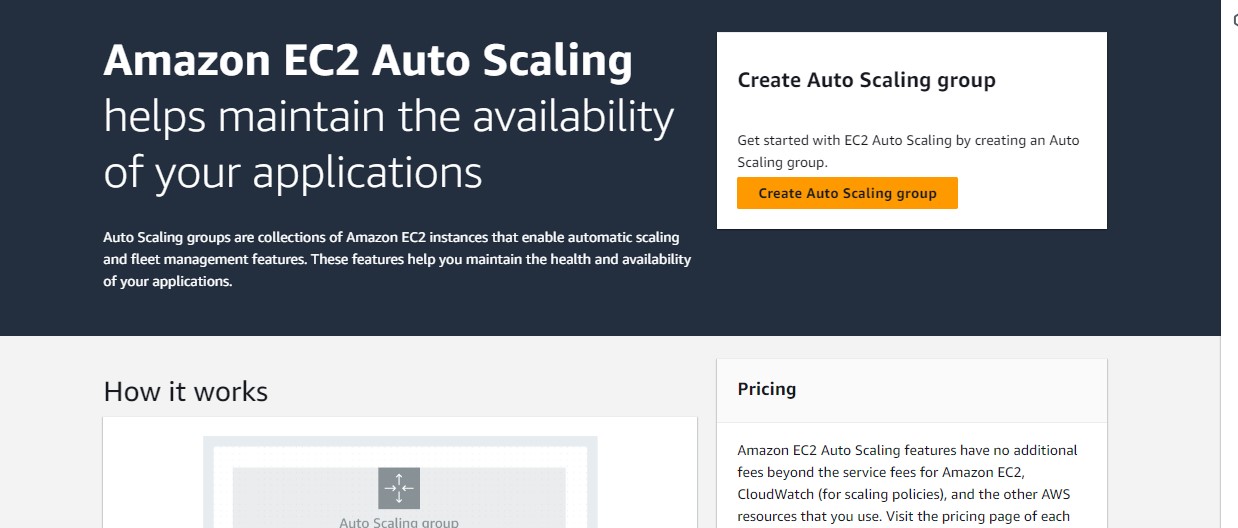 Amazon EC2 Auto Scaling
helps maintain the availability
of your applications
Auto Scaling groups are collections of Amazon EC2 instances that enable automatic scaling
and fleet management features. These features help you maintain the health and availability
of your applications.
Create Auto Scaling group
Get started with EC2 Auto Scaling by creating an Auto
Scaling group.
Create Auto Scaling group
How it works
Auto Scaling group
Pricing
Amazon EC2 Auto Scaling features have no additional
fees beyond the service fees for Amazon EC2,
CloudWatch (for scaling policies), and the other AWS
resources that you use. Visit the pricing page of each